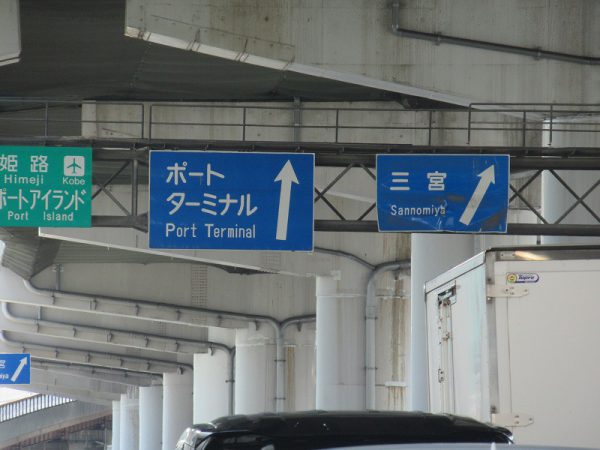 姫路
Himeji
Kobe
ポートアイランド
Port Island
ポート
ターミナル
Port Terminal
三宮
Sannomiya
宮